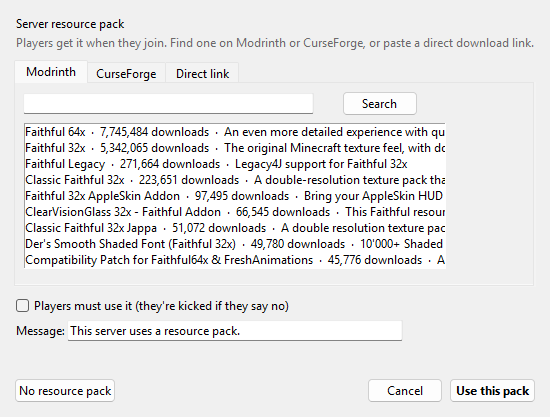 Server resource pack
Players get it when they join. Find one on Modrinth or CurseForge, or paste a direct download link.
Modrinth
CurseForge
Direct link
Search
Faithful 64x · 7,745,484 downloads · An even more detailed experience with qu
Faithful 32x · 5,342,065 downloads · The original Minecraft texture feel, with do
Faithful Legacy · 271,664 downloads · Legacy4J support for Faithful 32x
Classic Faithful 32x · 223,651 downloads · A double-resolution texture pack tha
Faithful 32x AppleSkin Addon · 97,495 downloads · Bring your AppleSkin HUD
ClearVisionGlass 32x - Faithful Addon · 66,545 downloads · This Faithful resour
Classic Faithful 32x Jappa · 51,072 downloads · A double resolution texture pac
Der's Smooth Shaded Font (Faithful 32x) · 49,780 downloads · 10'000+ Shaded
Compatibility Patch for Faithful64x & FreshAnimations · 45,776 downloads · A
Players must use it (they're kicked if they say no)
Message: This server uses a resource pack.
No resource pack
Cancel
Use this pack